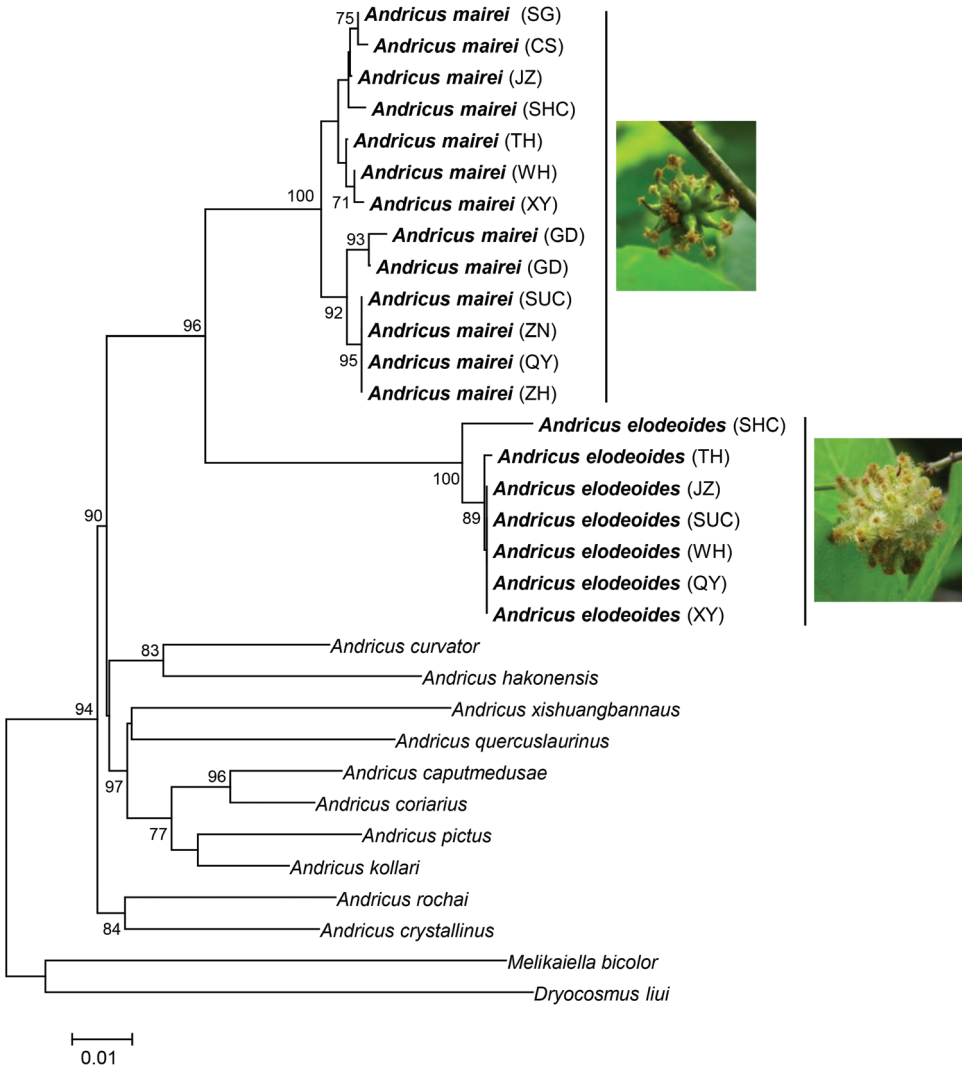 75
Andricus mairei (SG)
Andricus mairei (CS)
Andricus mairei (JZ)
Andricus mairei (SHC)
Andricus mairei (TH)
Andricus mairei (WH)
100
71
Andricus mairei (XY)
93
Andricus mairei (GD)
Andricus mairei (GD)
Andricus mairei (SUC)
92
96
Andricus mairei (ZN)
95
Andricus mairei (QY)
Andricus mairei (ZH)
Andricus elodeoides (SHC)
Andricus elodeoides (TH)
100
Andricus elodeoides (JZ)
90
89
Andricus elodeoides (SUC)
Andricus elodeoides (WH)
Andricus elodeoides (QY)
Andricus elodeoides (XY)
83
Andricus curvator
Andricus hakonensis
94
Andricus xishuangbannaus
Andricus quercuslaurinus
97
96
Andricus caputmedusae
Andricus coriarius
77
Andricus pictus
Andricus kollari
Andricus rochai
84
Andricus crystallinus
Melikaiella bicolor
Dryocosmus liui
0.01